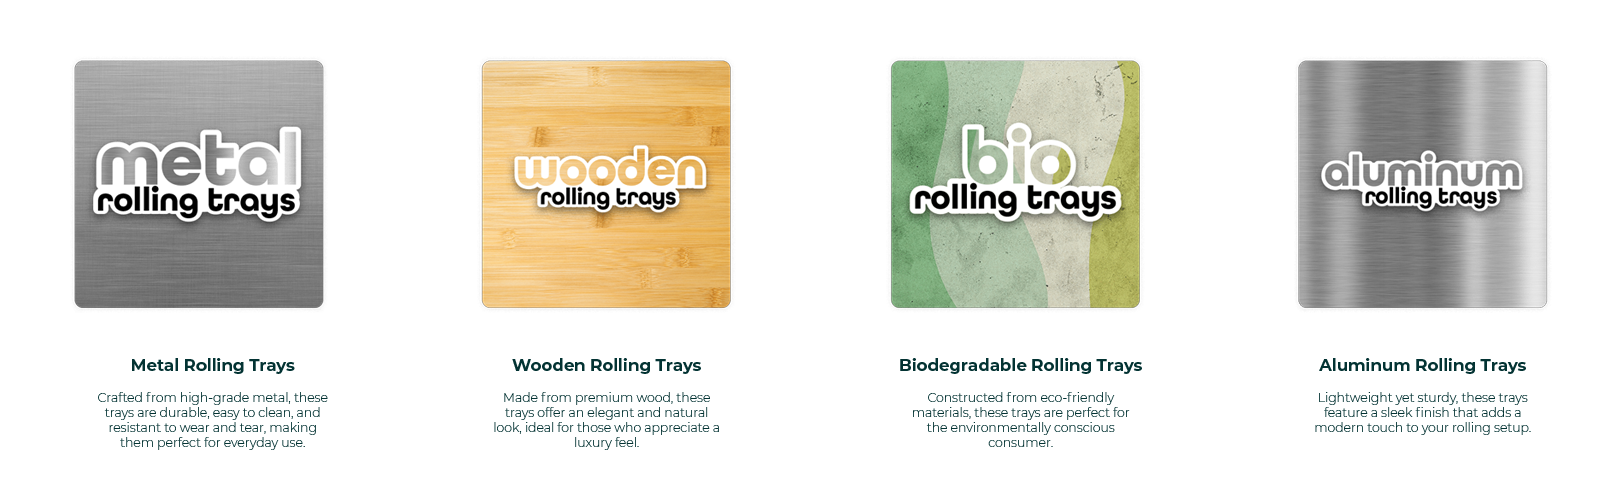 metal
rolling trays
wooden
rolling trays
bio
rolling trays
aluminum
rolling trays
Metal Rolling Trays
Crafted from high-grade metal, these
trays are durable, easy to clean, and
resistant to wear and tear, making
them perfect for everyday use.
Wooden Rolling Trays
Made from premium wood, these
trays offer an elegant and natural
look, ideal for those who appreciate a
luxury feel.
Biodegradable Rolling Trays
Constructed from eco-friendly
materials, these trays are perfect for
the environmentally conscious
consumer.
Aluminum Rolling Trays
Lightweight yet sturdy, these trays
feature a sleek finish that adds a
modern touch to your rolling setup.